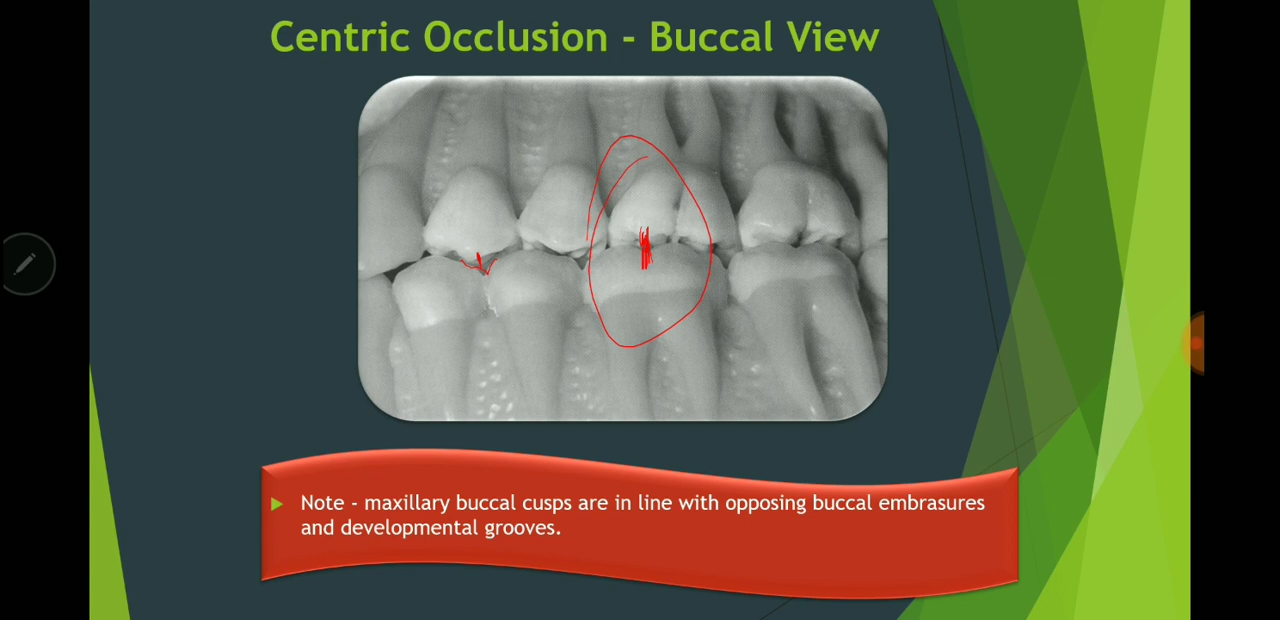 Centric Occlusion - Buccal View
Note - maxillary buccal cusps are in line with opposing buccal embrasures
and developmental grooves.